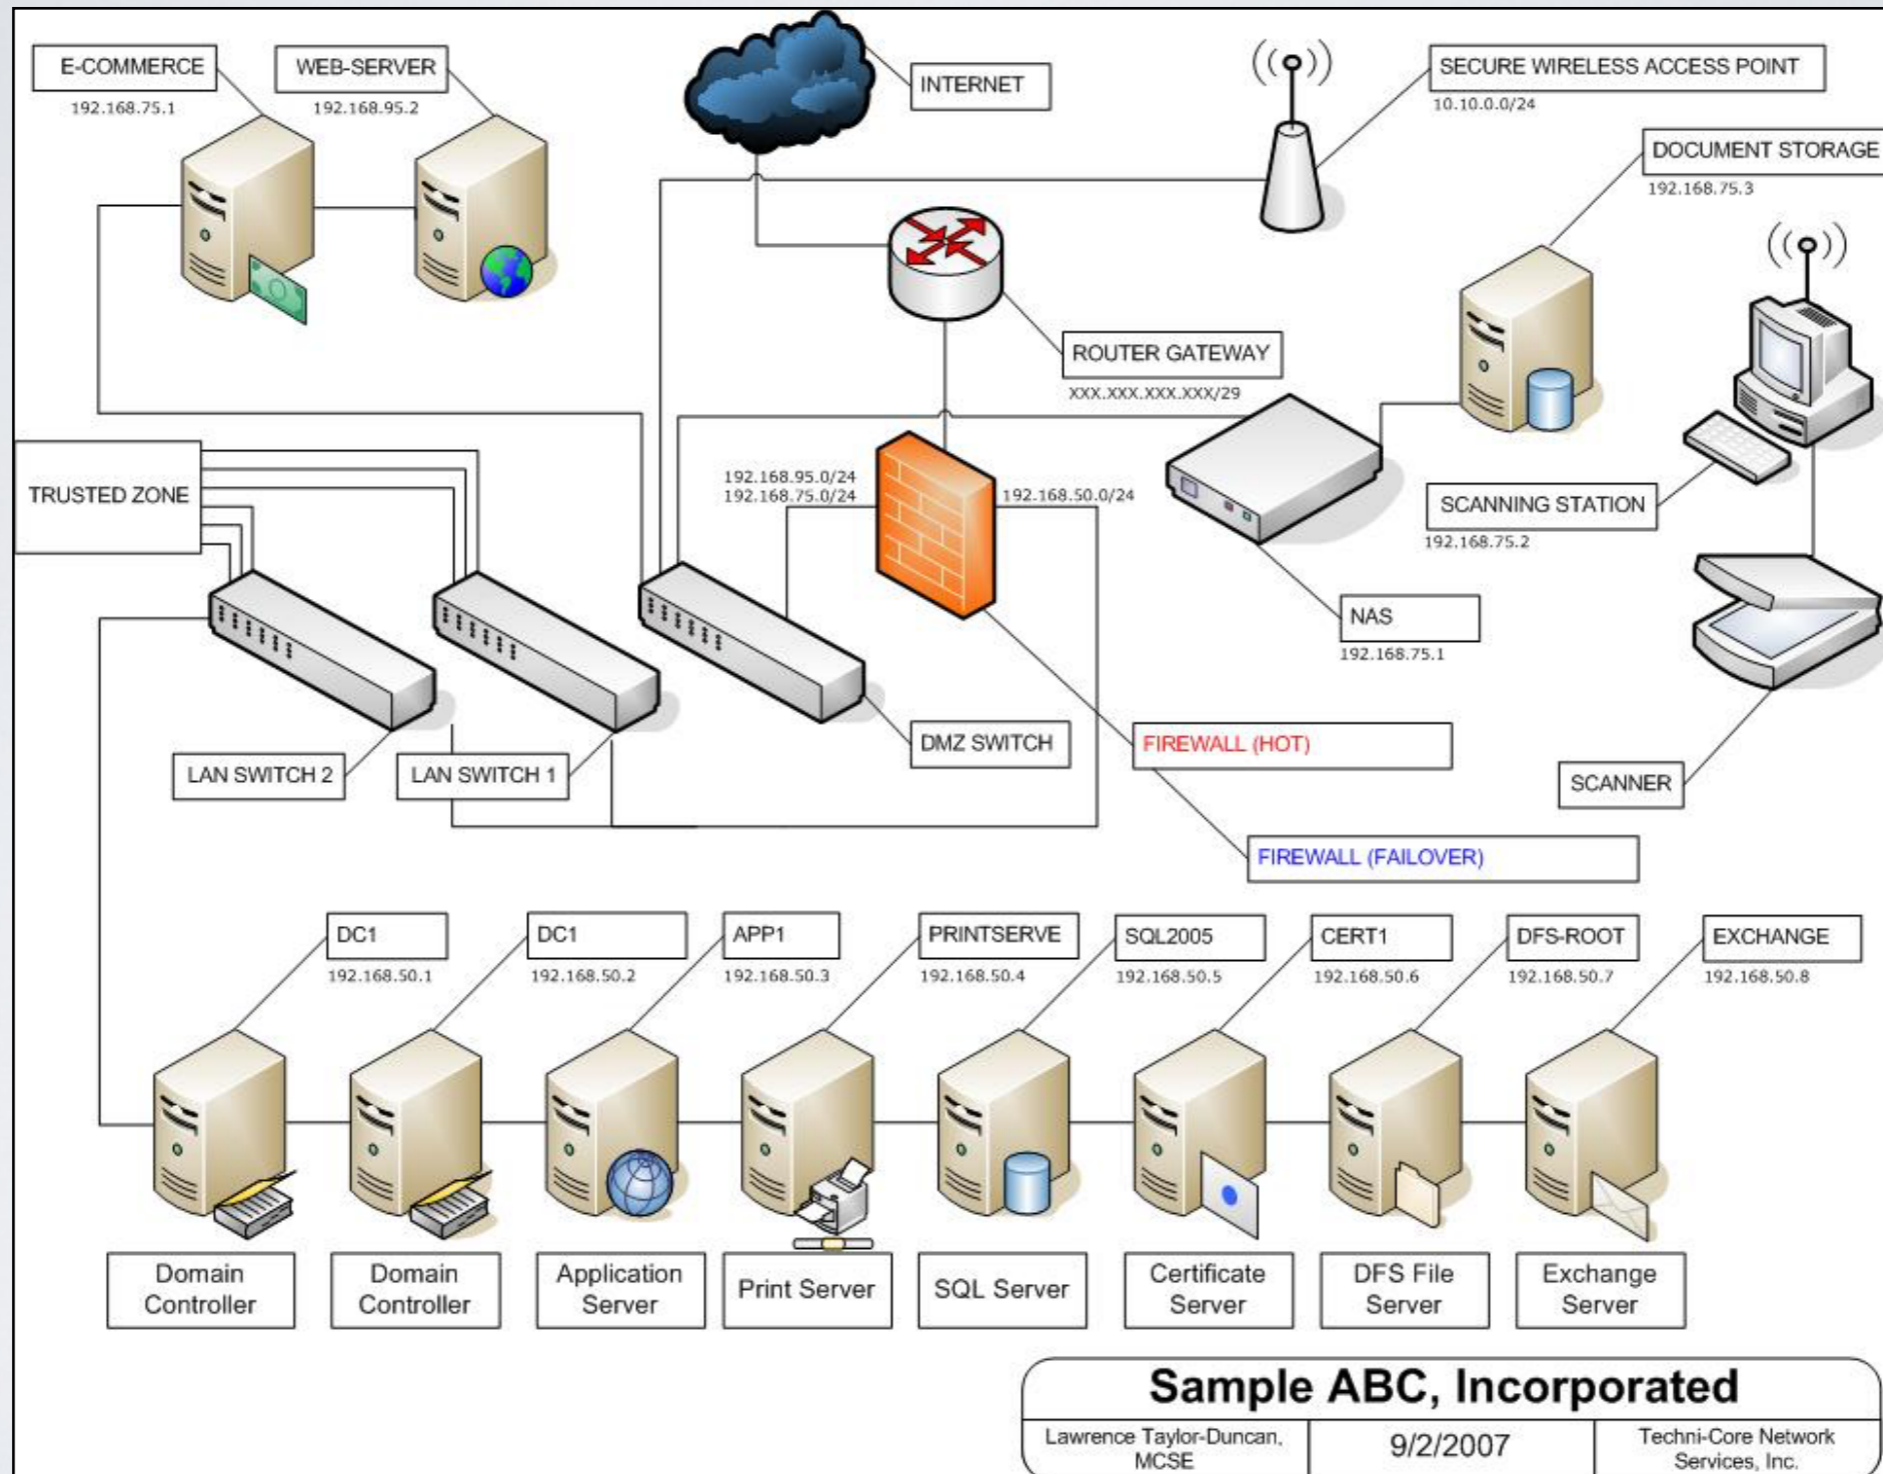 E-COMMERCE
192.168.75.1
WEB-SERVER
192.168.95.2
INTERNET
SECURE WIRELESS ACCESS POINT
10.10.0.0/24
DOCUMENT STORAGE
192.168.75.3
ROUTER GATEWAY
XXX.XXX.XXX.XXX/29
TRUSTED ZONE
192.168.95.0/24
192.168.75.0/24
192.168.50.0/24
SCANNING STATION
192.168.75.2
NAS
192.168.75.1
LAN SWITCH 2
LAN SWITCH 1
DMZ SWITCH
FIREWALL (HOT)
SCANNER
FIREWALL (FAILOVER)
DC1
192.168.50.1
DC1
192.168.50.2
APP1
192.168.50.3
PRINTSERVE
192.168.50.4
SQL2005
192.168.50.5
CERT1
192.168.50.6
DFS-ROOT
192.168.50.7
EXCHANGE
192.168.50.8
Domain
Controller
Domain
Controller
Application
Server
Print Server
SQL Server
Certificate
Server
DFS File
Server
Exchange
Server
Sample ABC, Incorporated
Lawrence Taylor-Duncan,
MCSE
9/2/2007
Techni-Core Network
Services, Inc.